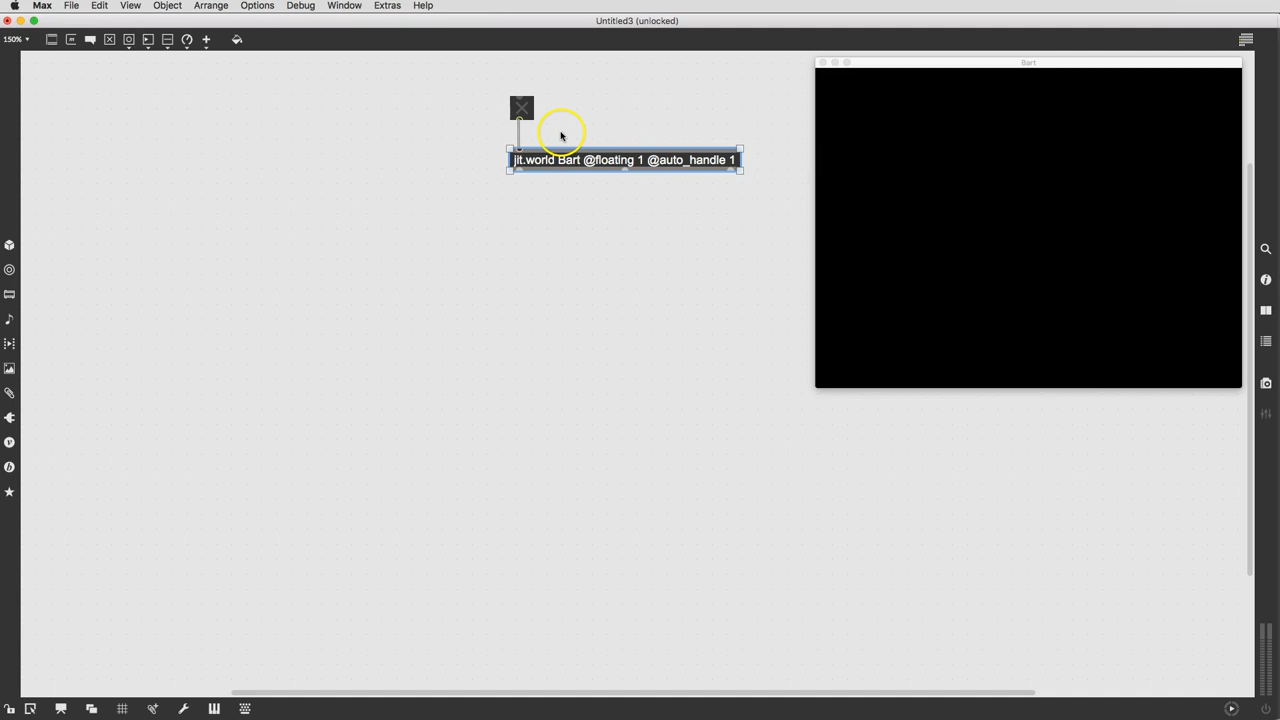 Max File Edit View Object Arrange Options Debug Window Extras Help
Untitled3 (unlocked)
150%
Bart
jit.world Bart @floating 1 @auto_handle 1